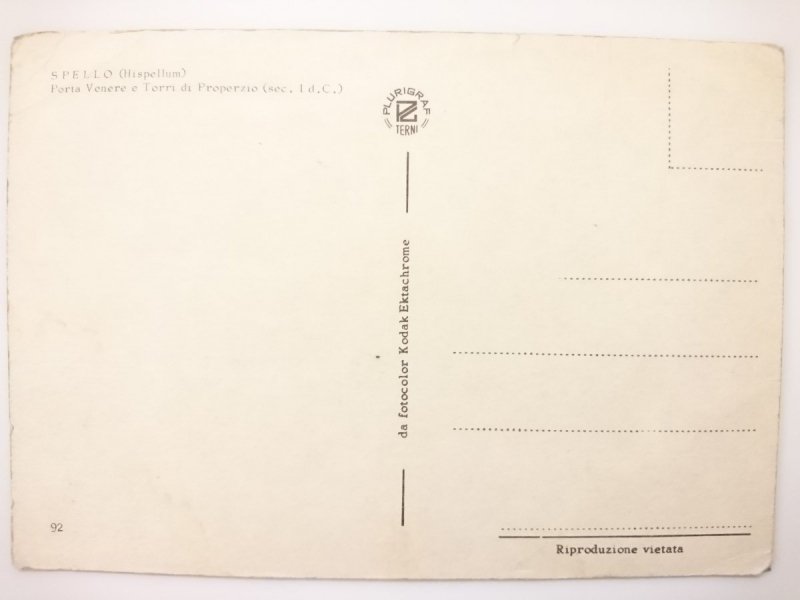 SPELLO (Hispellum)
Porta Venere e Torri di Properzio (sec. I d.C.)
PLURIGRAF
TERNI
da fotocolor Kodak Ektachrome
92
Riproduzione vietata